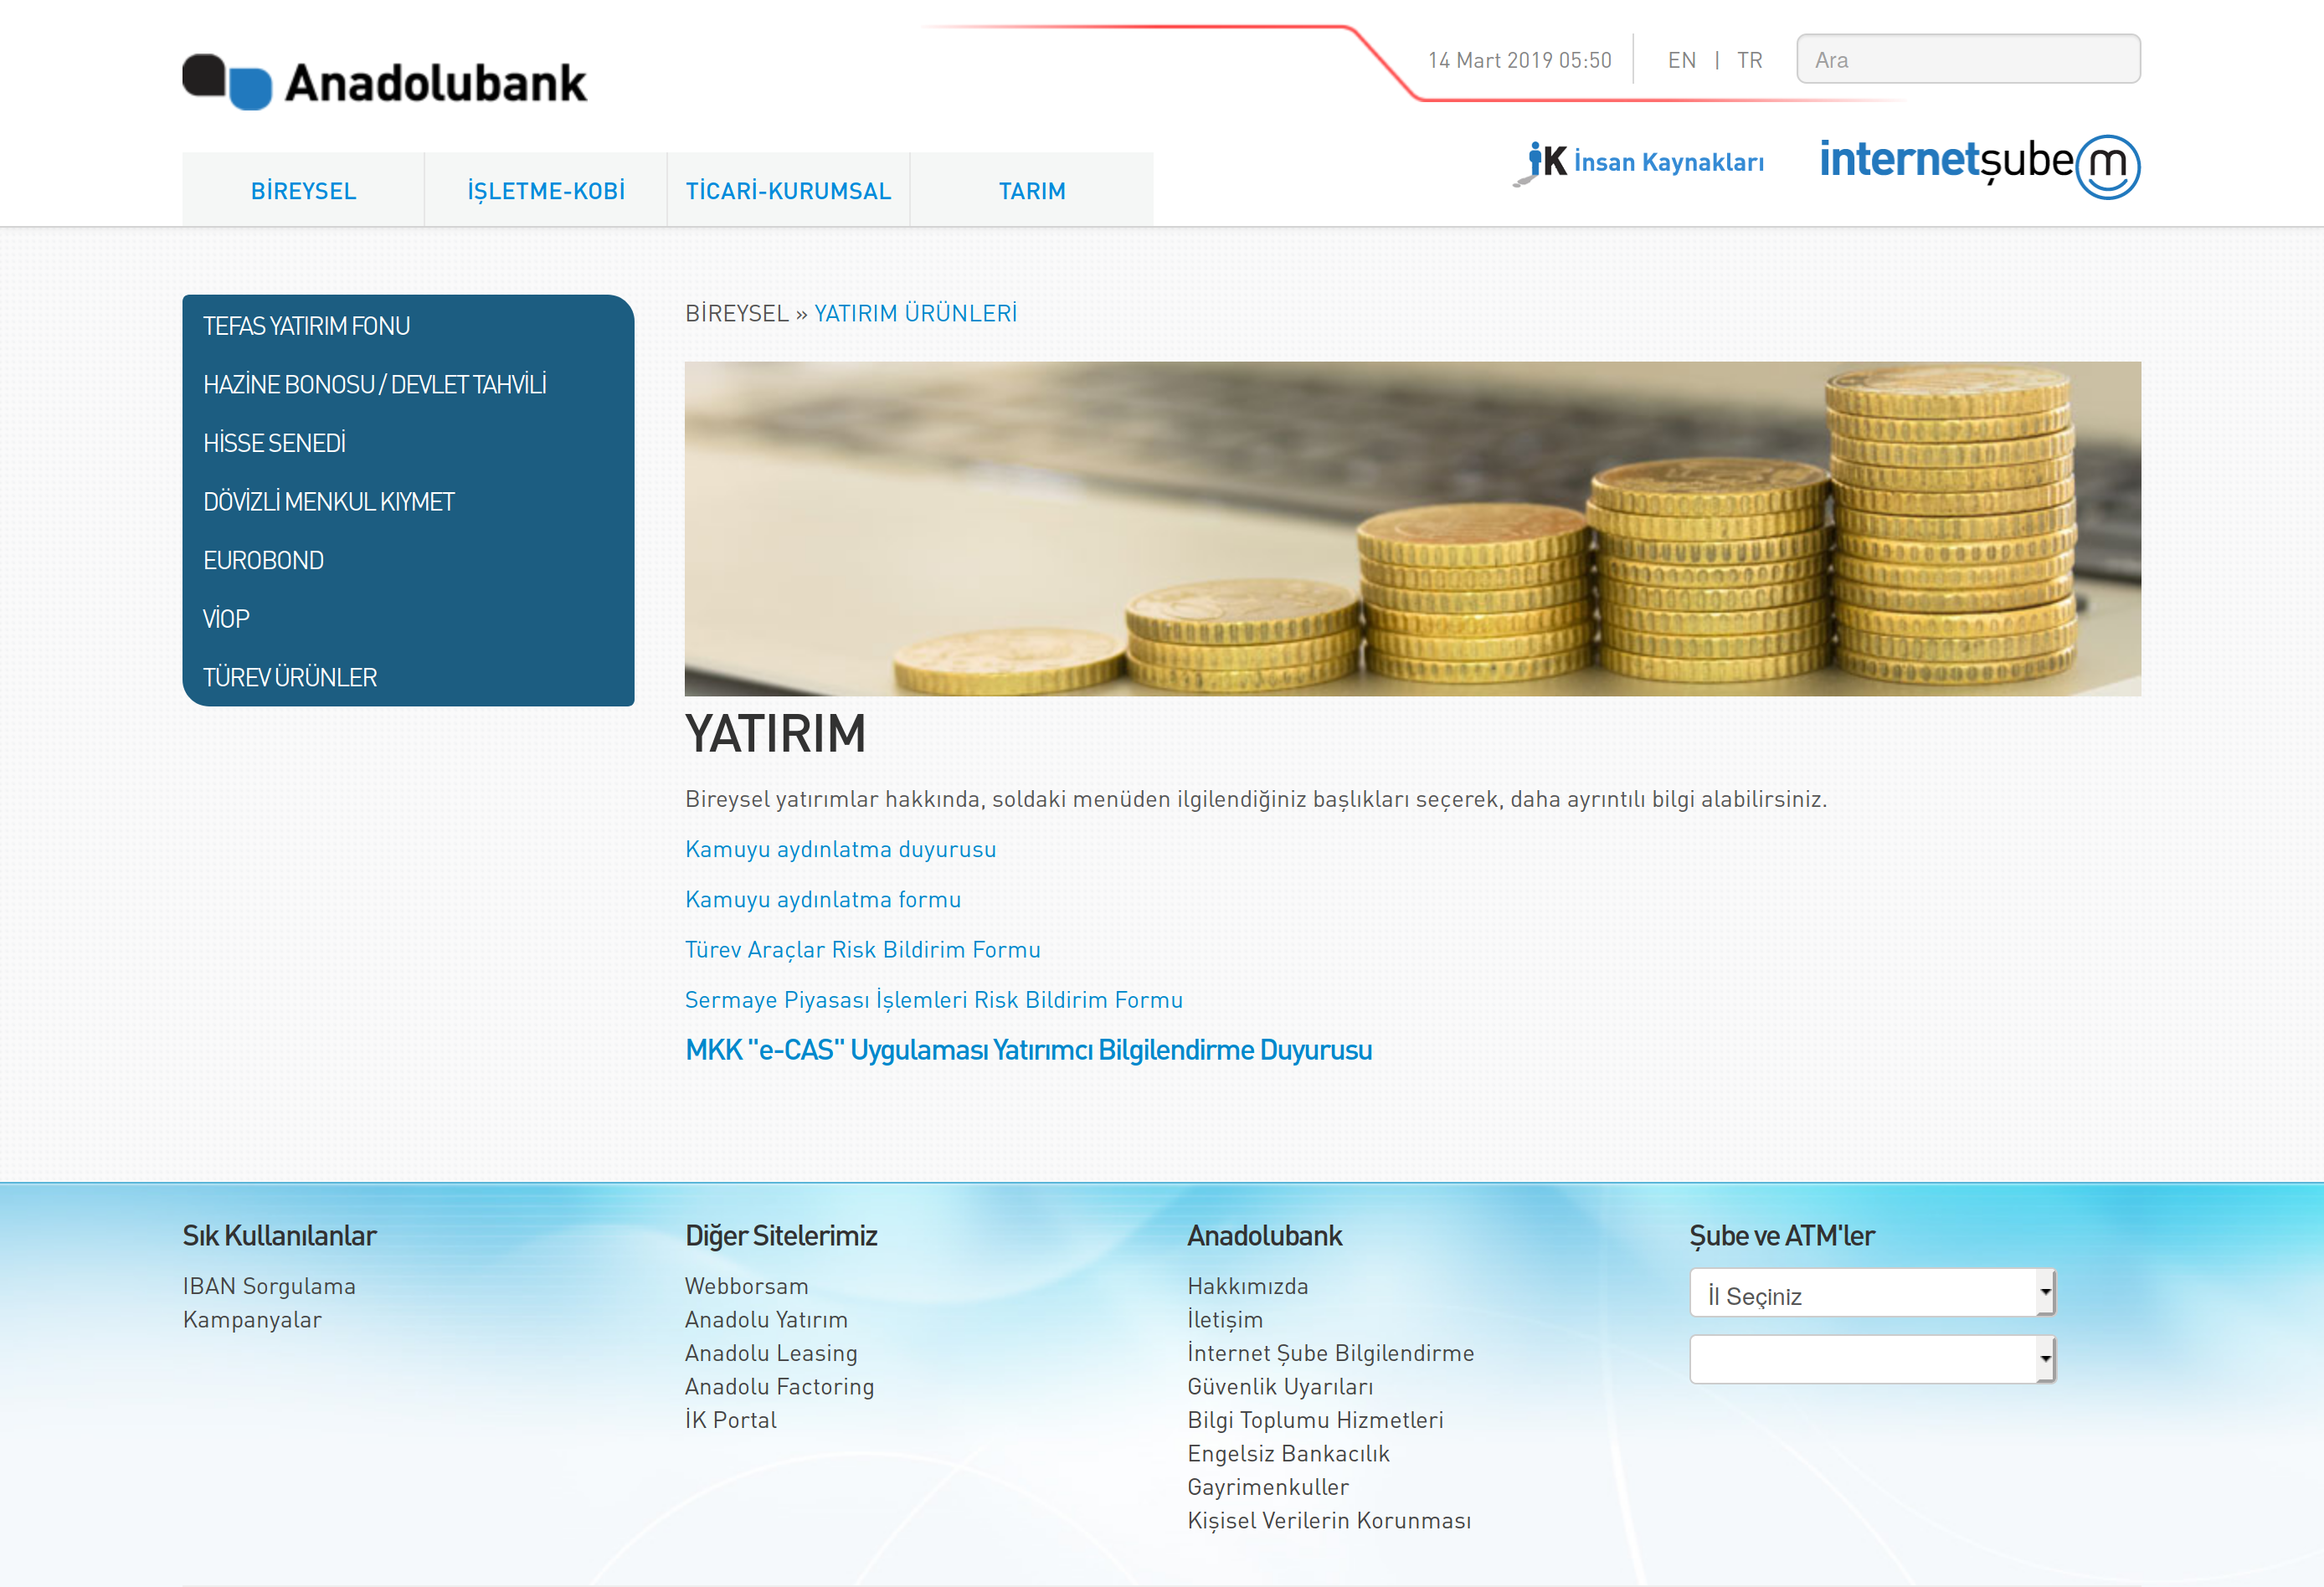 Anadolubank
14 Mart 2019 05:50
EN | TR
Ara
İK İnsan Kaynakları
internetşubem
BİREYSEL
İŞLETME-KOBİ
TİCARİ-KURUMSAL
TARIM
TEFAS YATIRIM FONU
HAZİNE BONOSU / DEVLET TAHVİLİ
HİSSE SENEDİ
DÖVİZLİ MENKUL KIYMET
EUROBOND
VİOP
TÜREV ÜRÜNLER
BİREYSEL » YATIRIM ÜRÜNLERİ
YATIRIM
Bireysel yatırımlar hakkında, soldaki menüden ilgilendiğiniz başlıkları seçerek, daha ayrıntılı bilgi alabilirsiniz.
Kamuyu aydınlatma duyurusu
Kamuyu aydınlatma formu
Türev Araçlar Risk Bildirim Formu
Sermaye Piyasası İşlemleri Risk Bildirim Formu
MKK "e-CAS" Uygulaması Yatırımcı Bilgilendirme Duyurusu
Sık Kullanılanlar
IBAN Sorgulama
Kampanyalar
Diğer Sitelerimiz
Webborsam
Anadolu Yatırım
Anadolu Leasing
Anadolu Factoring
İK Portal
Anadolubank
Hakkımızda
İletişim
İnternet Şube Bilgilendirme
Güvenlik Uyarıları
Bilgi Toplumu Hizmetleri
Engelsiz Bankacılık
Gayrimenkuller
Kişisel Verilerin Korunması
Şube ve ATM'ler
İl Seçiniz